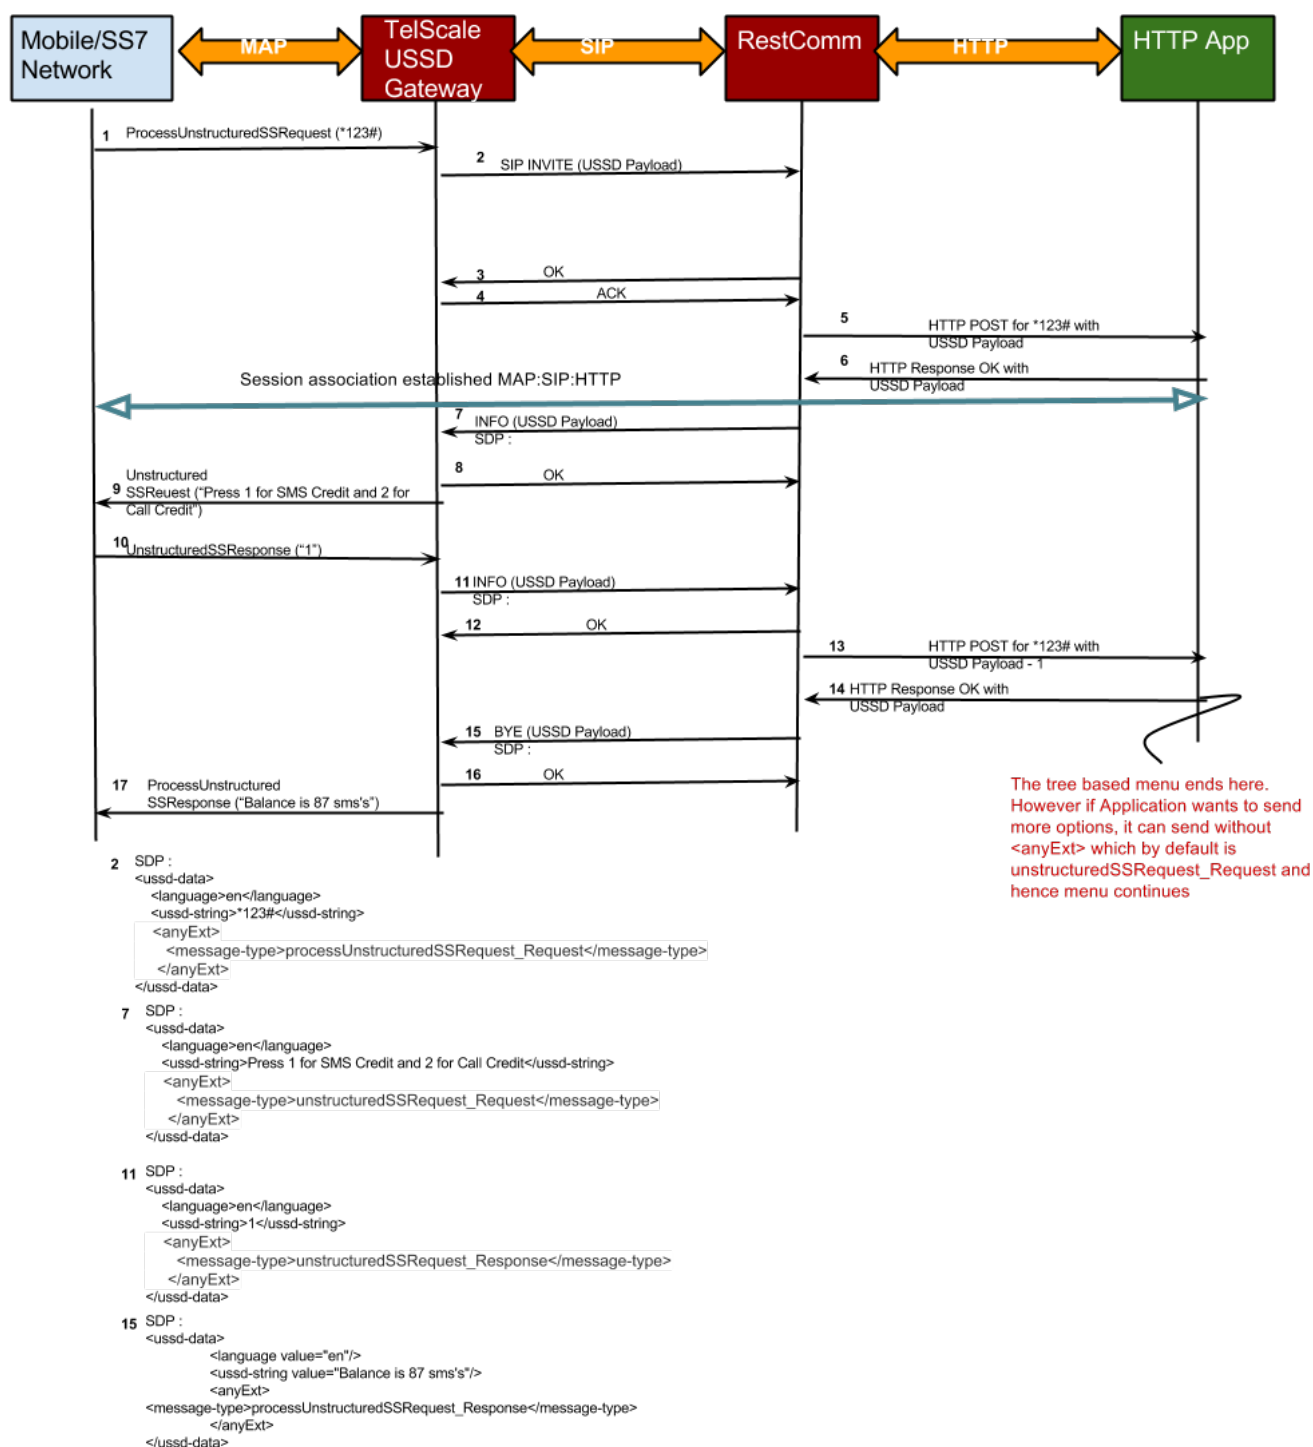 Mobile/SS7
Network
MAP
TelScale
USSD
Gateway
SIP
RestComm
HTTP
HTTP App
1 ProcessUnstructuredSSRequest (*123#)
2 SIP INVITE (USSD Payload)
3 OK
4 ACK
5 HTTP POST for *123# with
USSD Payload
6 HTTP Response OK with
USSD Payload
Session association established MAP:SIP:HTTP
7 INFO (USSD Payload)
SDP :
8 OK
Unstructured
9 SSReuest (“Press 1 for SMS Credit and 2 for
Call Credit”)
10 UnstructuredSSResponse (“1”)
11 INFO (USSD Payload)
SDP :
12 OK
13 HTTP POST for *123# with
USSD Payload - 1
14 HTTP Response OK with
USSD Payload
15 BYE (USSD Payload)
SDP :
16 OK
17 ProcessUnstructured
SSResponse (“Balance is 87 sms's”)
The tree based menu ends here.
However if Application wants to send
more options, it can send without
<anyExt> which by default is
unstructuredSSRequest_Request and
hence menu continues
2 SDP :
<ussd-data>
<language>en</language>
<ussd-string>*123#</ussd-string>
<anyExt>
<message-type>processUnstructuredSSRequest_Request</message-type>
</anyExt>
</ussd-data>
7 SDP :
<ussd-data>
<language>en</language>
<ussd-string>Press 1 for SMS Credit and 2 for Call Credit</ussd-string>
<anyExt>
<message-type>unstructuredSSRequest_Request</message-type>
</anyExt>
</ussd-data>
11 SDP :
<ussd-data>
<language>en</language>
<ussd-string>1</ussd-string>
<anyExt>
<message-type>unstructuredSSRequest_Response</message-type>
</anyExt>
</ussd-data>
15 SDP :
<ussd-data>
<language value="en"/>
<ussd-string value="Balance is 87 sms's"/>
<anyExt>
<message-type>processUnstructuredSSRequest_Response</message-type>
</anyExt>
</ussd-data>